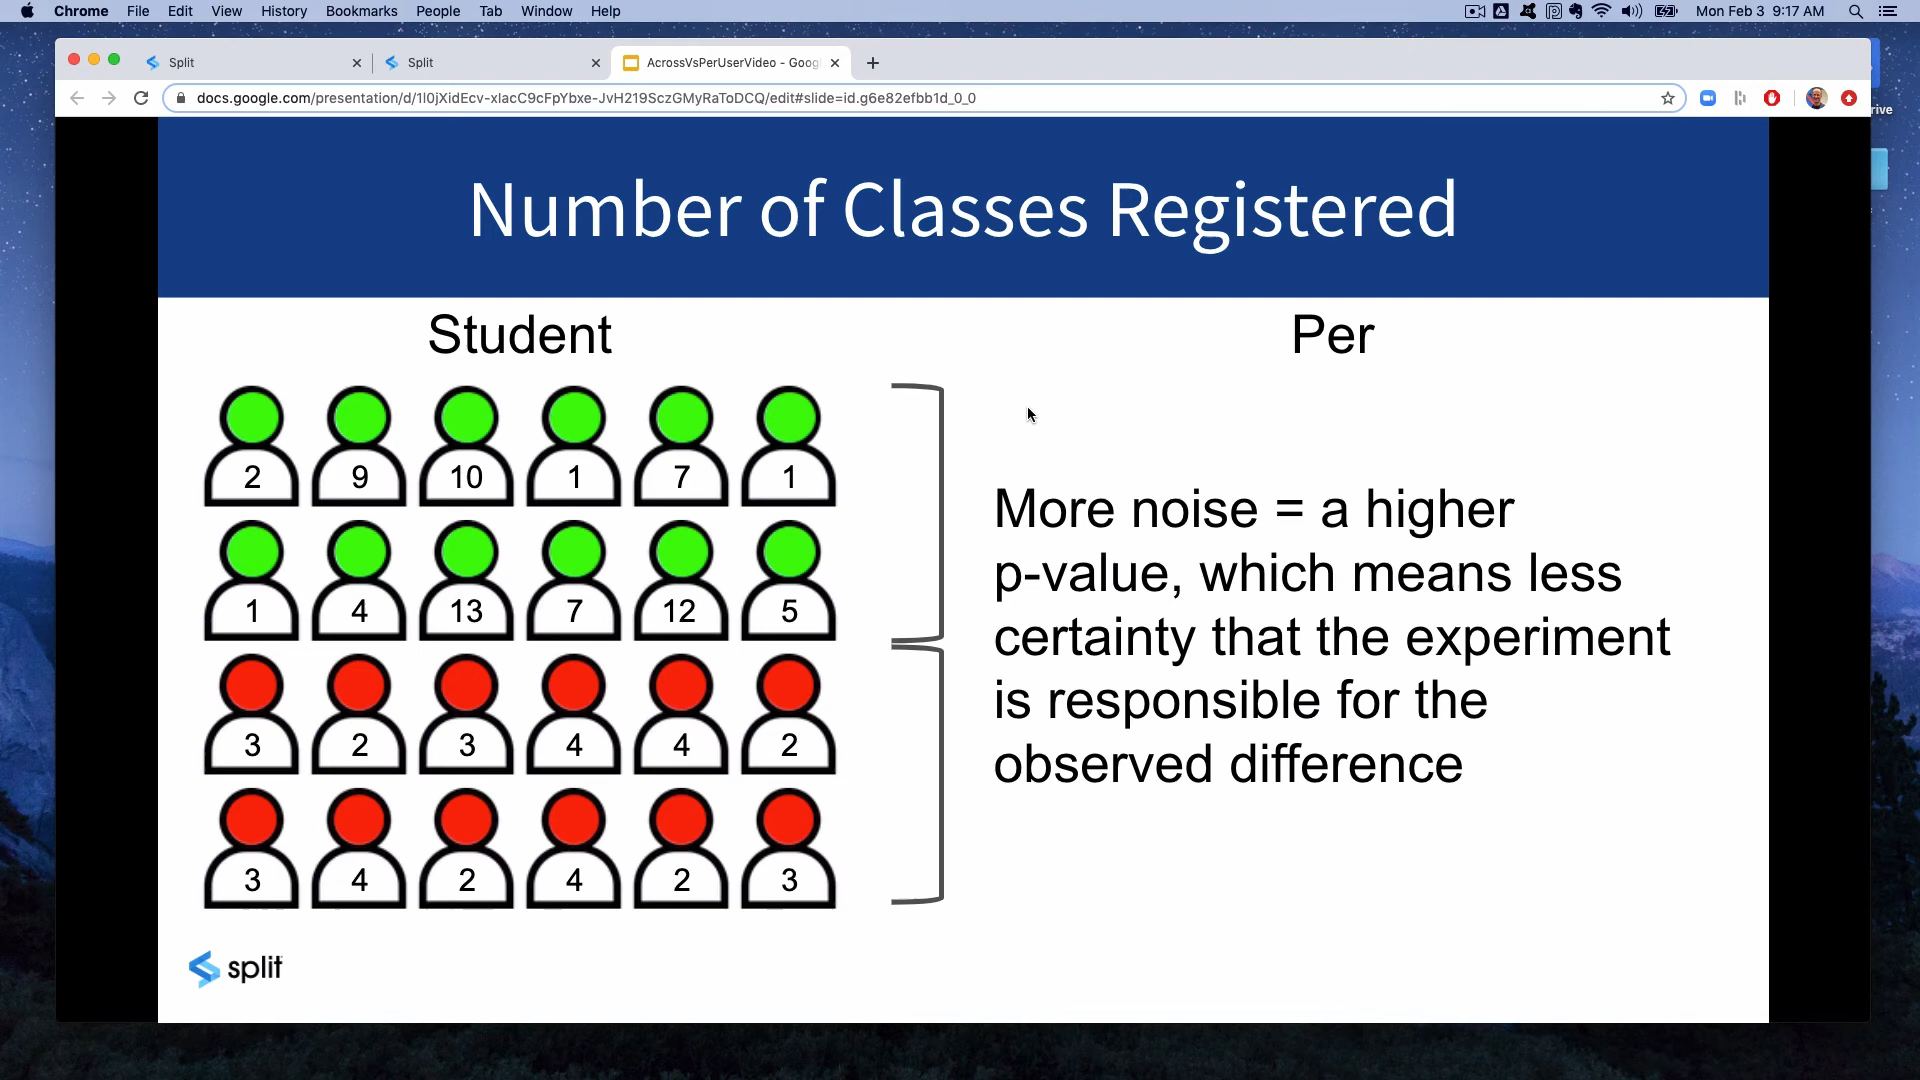 Chrome File Edit View History Bookmarks People Tab Window Help Mon Feb 3 9:17 AM
Split Split AcrossVsPerUserVideo - Goog
docs.google.com/presentation/d/1I0jXidEcv-xIacC9cFpYbxe-JvH219SczGMyRaToDCQ/edit#slide=id.g6e82efbb1d_0_0
rive
Number of Classes Registered
Student Per
2 9 10 1 7 1
1 4 13 7 12 5
3 2 3 4 4 2
3 4 2 4 2 3
More noise = a higher
p-value, which means less
certainty that the experiment
is responsible for the
observed difference
split